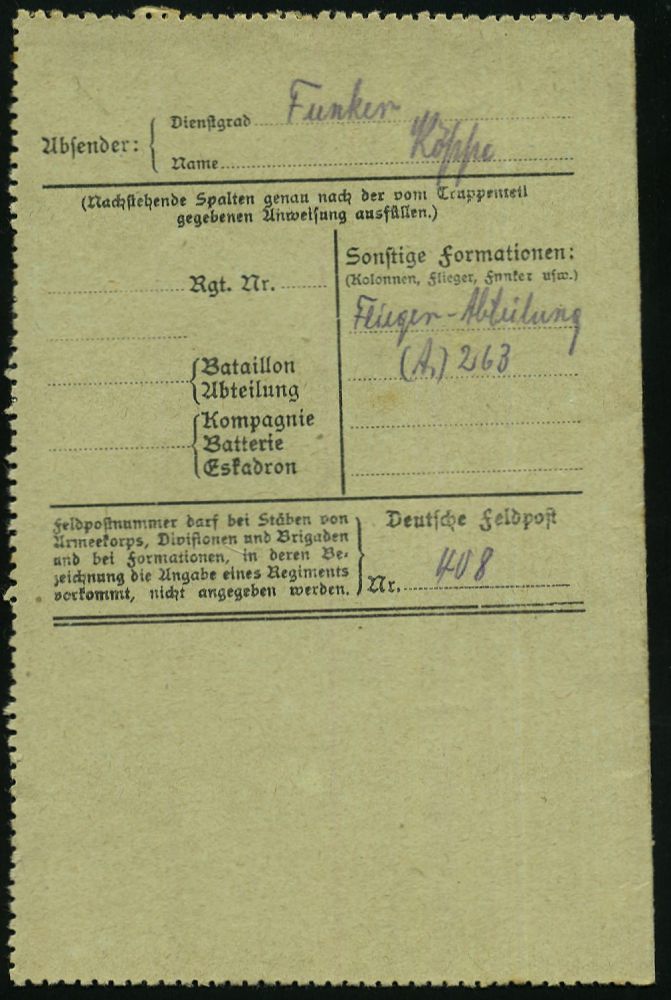 Absender:
Dienstgrad Funker
Name Köppe
(Nachstehende Spalten genau nach der vom Truppenteil
gegebenen Anweisung ausfüllen.)
Rgt. Nr.
Bataillon
Abteilung
Kompagnie
Batterie
Eskadron
Sonstige Formationen:
(Kolonnen, Flieger, Funker usw.)
Flieger-Abteilung
(A.) 263
Feldpostnummer darf bei Stäben von
Armeekorps, Divisionen und Brigaden
und bei Formationen, in deren Be-
zeichnung die Angabe eines Regiments
vorkommt, nicht angegeben werden.
Deutsche Feldpost
Nr. 408